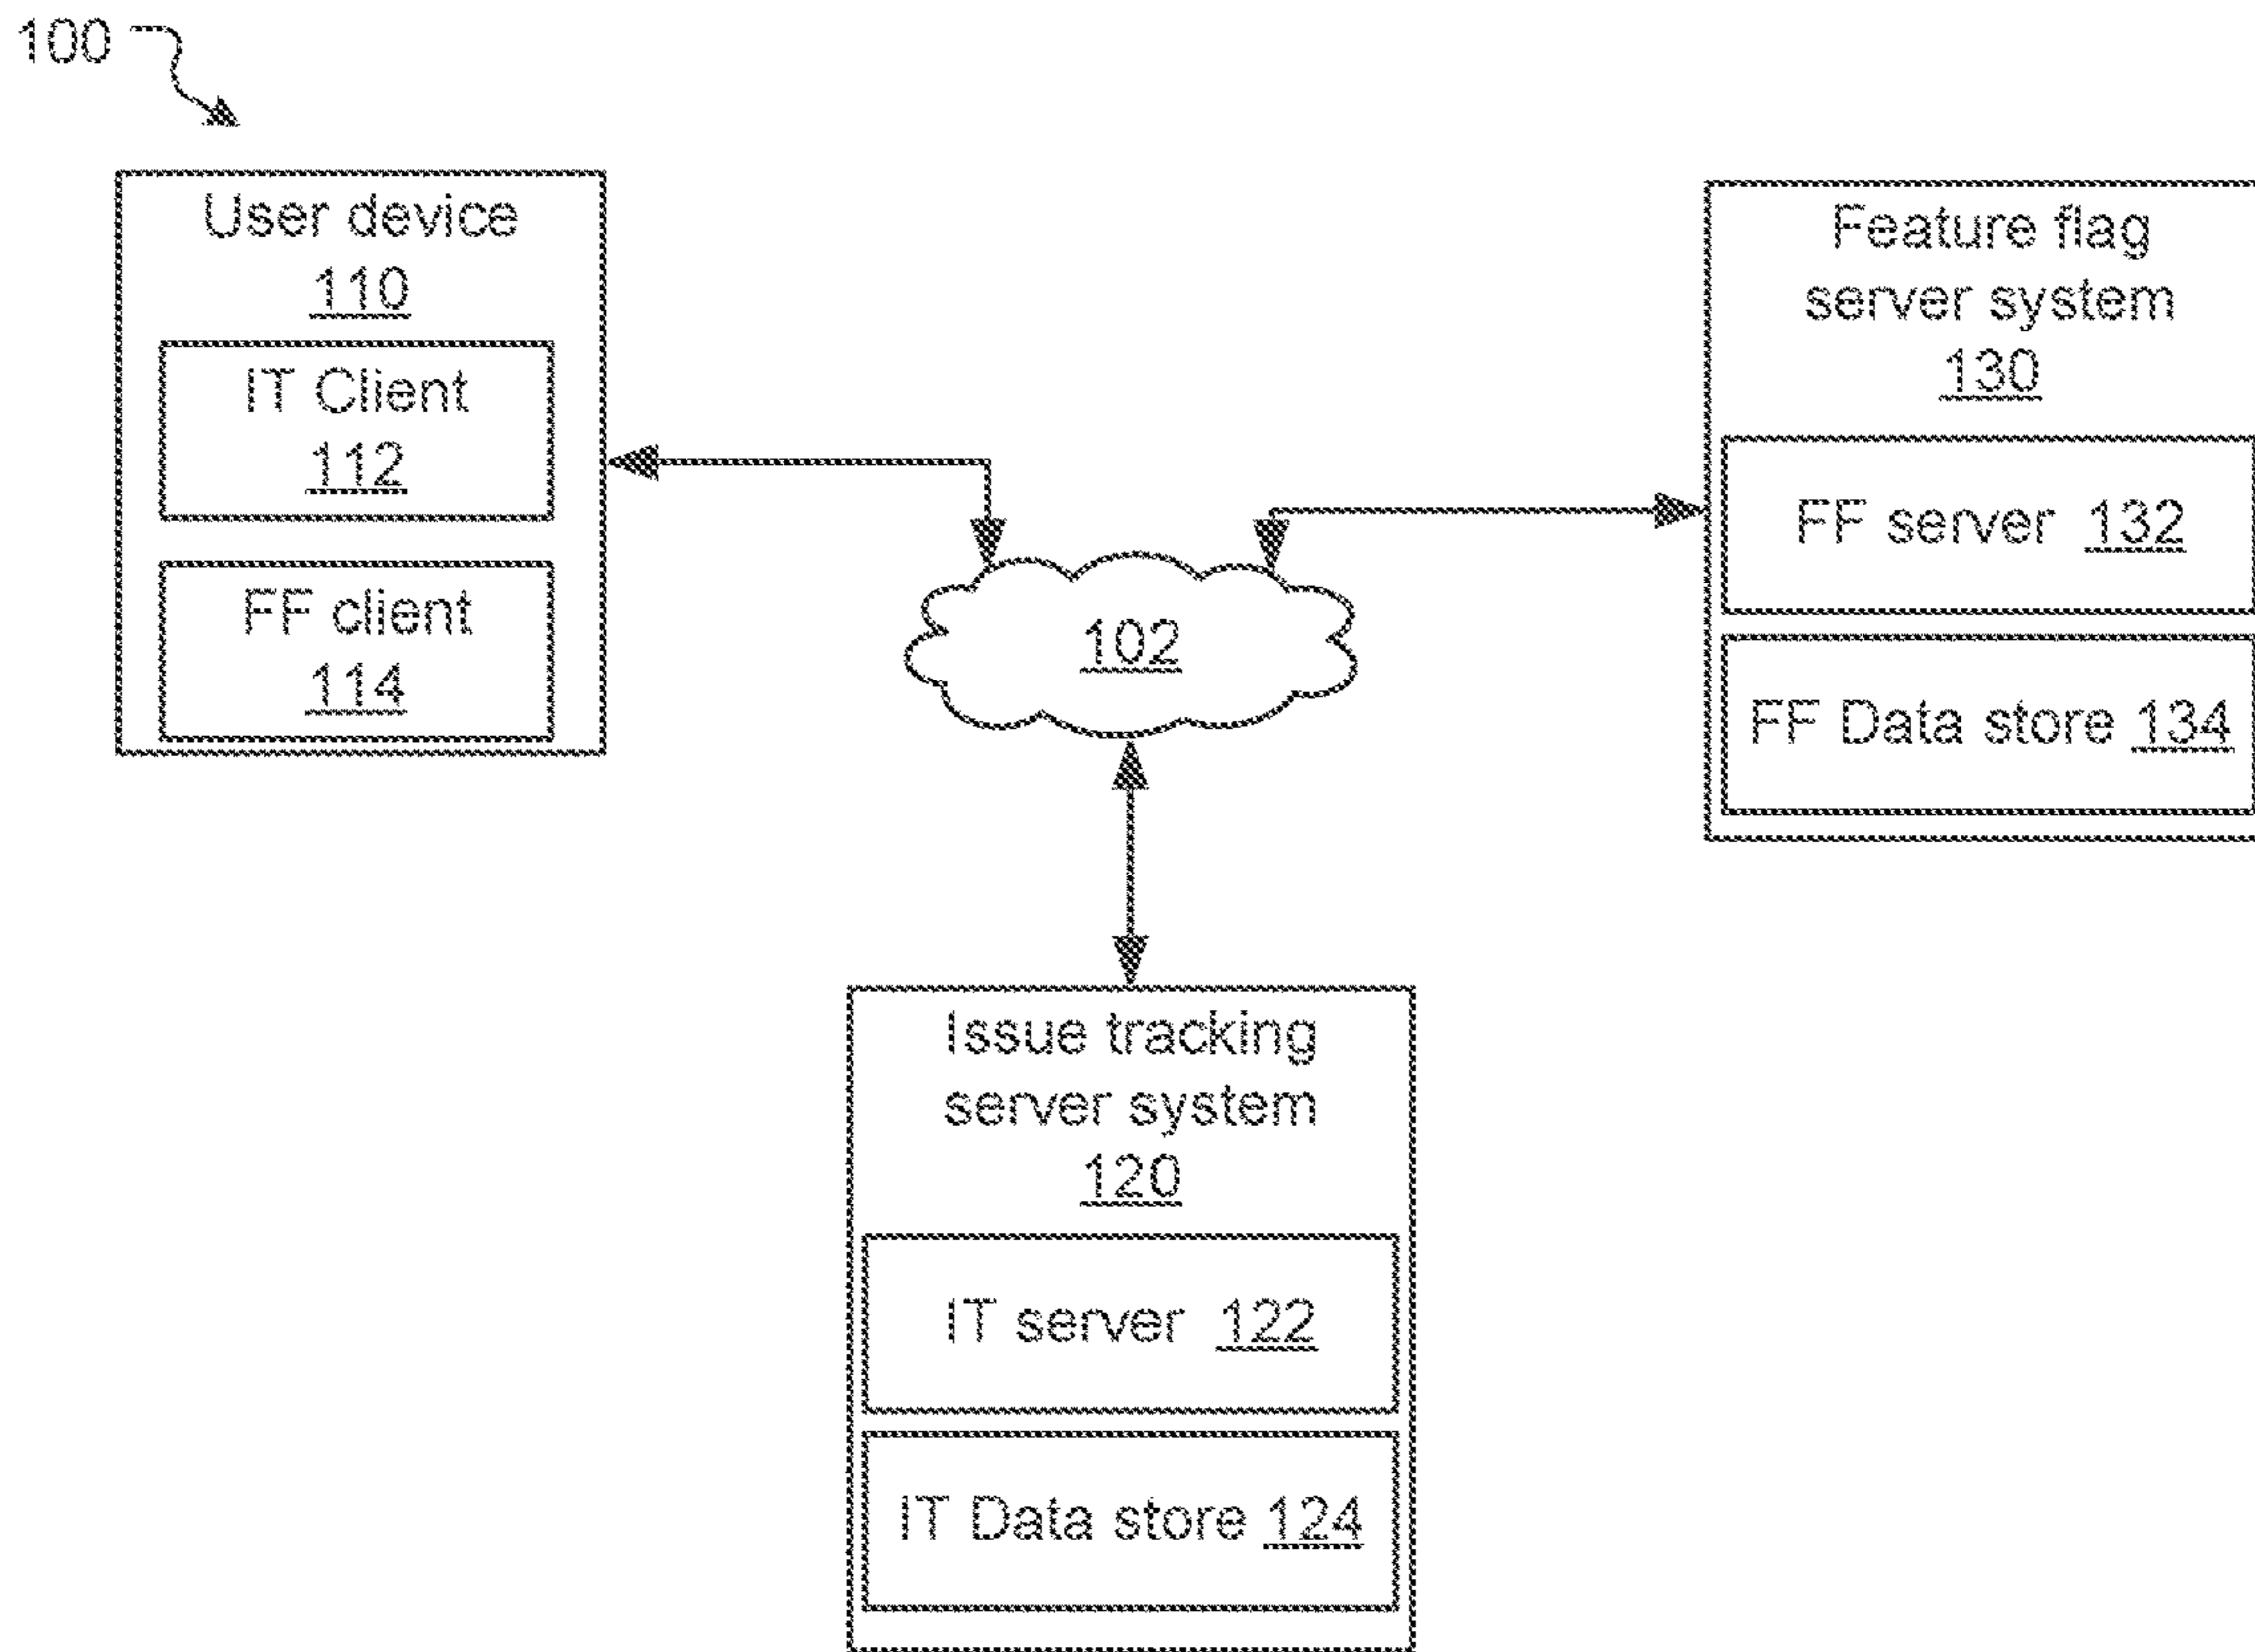 100
User device
110
IT Client
112
FF client
114
102
Feature flag
server system
130
FF server 132
FF Data store 134
Issue tracking
server system
120
IT server 122
IT Data store 124